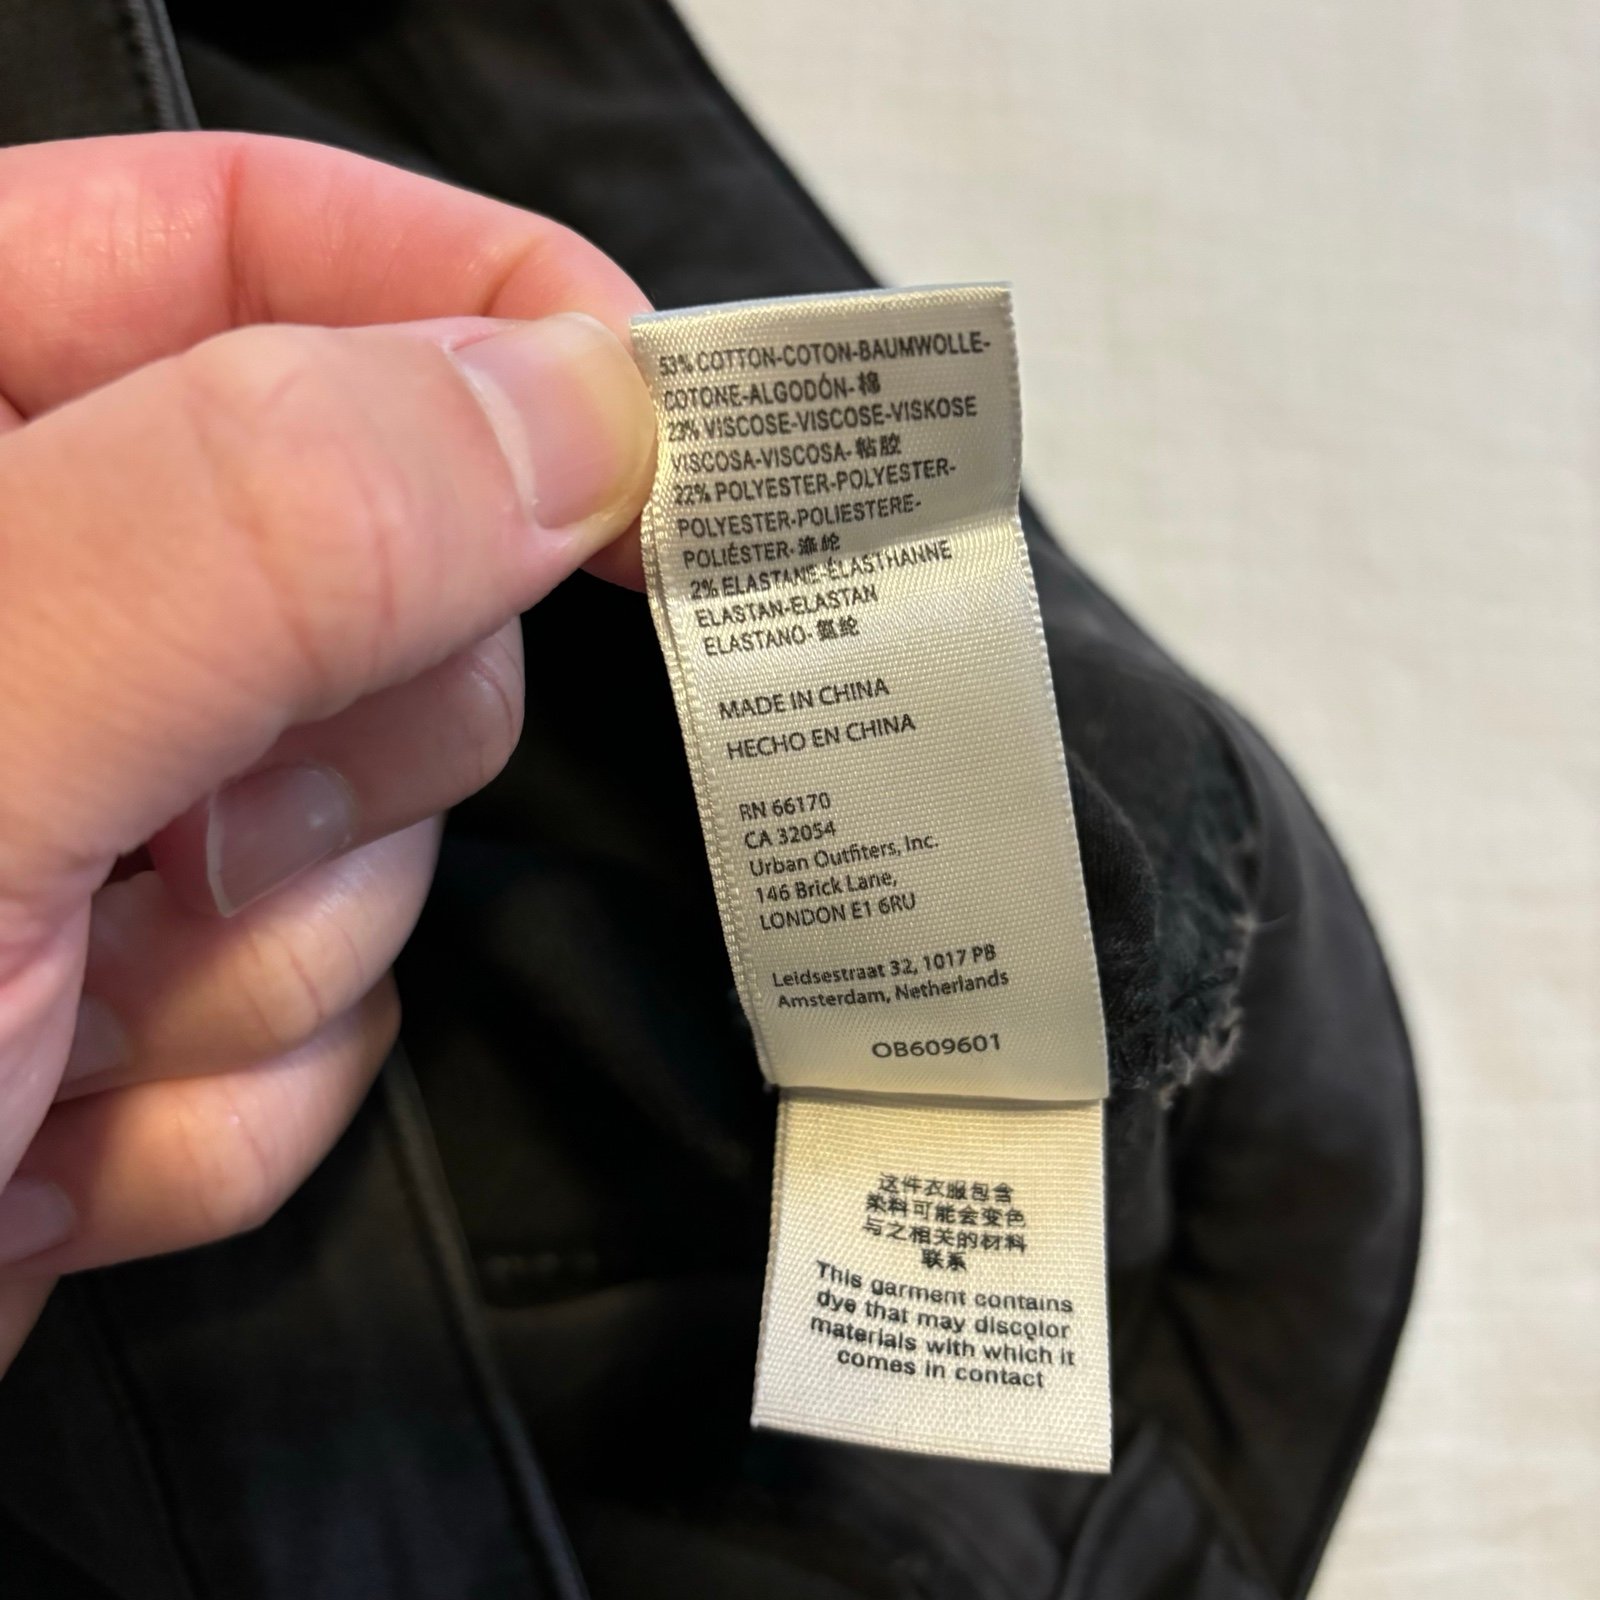 53% COTTON-COTON-BAUMWOLLE-
COTONE-ALGODÓN-棉
23% VISCOSE-VISCOSE-VISKOSE
VISCOSA-VISCOSA-粘胶
22% POLYESTER-POLYESTER-
POLYESTER-POLIESTERE-
POLIÉSTER-涤纶
2% ELASTANE-ÉLASTHANNE
ELASTAN-ELASTAN
ELASTANO-氨纶
MADE IN CHINA
HECHO EN CHINA
RN 66170
CA 32054
Urban Outfiters, Inc.
146 Brick Lane,
LONDON E1 6RU
Leidsestraat 32, 1017 PB
Amsterdam, Netherlands
OB609601
这件衣服包含
染料可能会变色
与之相关的材料
联系
This garment contains
dye that may discolor
materials with which it
comes in contact